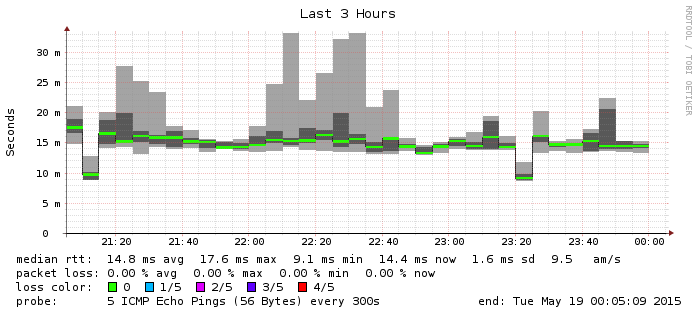 Last 3 Hours
RRDTOOL / TOBI OETIKER
Seconds
30 m
25 m
20 m
15 m
10 m
5 m
0
21:20 21:40 22:00 22:20 22:40 23:00 23:20 23:40 00:00
median rtt: 14.8 ms avg 17.6 ms max 9.1 ms min 14.4 ms now 1.6 ms sd 9.5 am/s
packet loss: 0.00 % avg 0.00 % max 0.00 % min 0.00 % now
loss color: 0 1/5 2/5 3/5 4/5
probe: 5 ICMP Echo Pings (56 Bytes) every 300s end: Tue May 19 00:05:09 2015